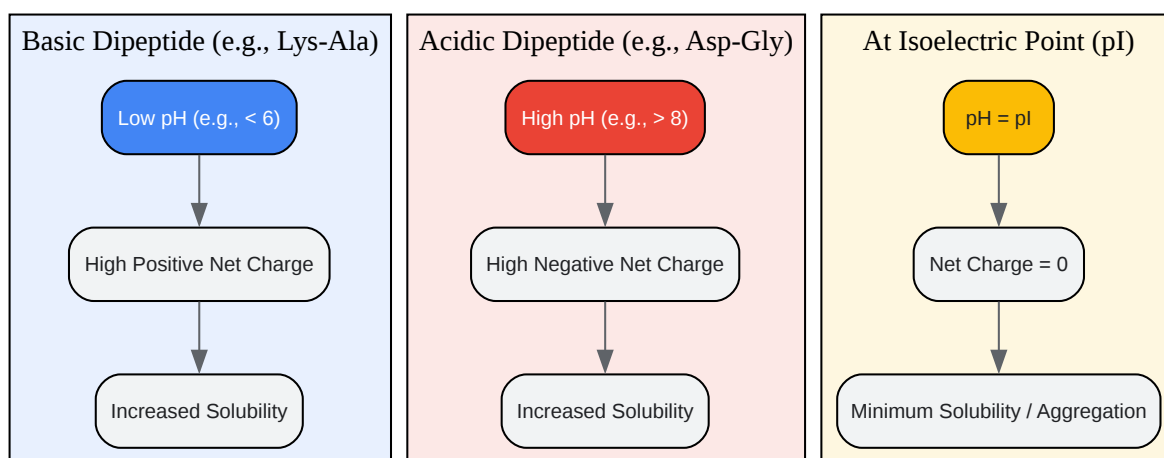 Basic Dipeptide (e.g., Lys-Ala)
Low pH (e.g., < 6)
High Positive Net Charge
Increased Solubility
Acidic Dipeptide (e.g., Asp-Gly)
High pH (e.g., > 8)
High Negative Net Charge
Increased Solubility
At Isoelectric Point (pI)
pH = pI
Net Charge = 0
Minimum Solubility / Aggregation